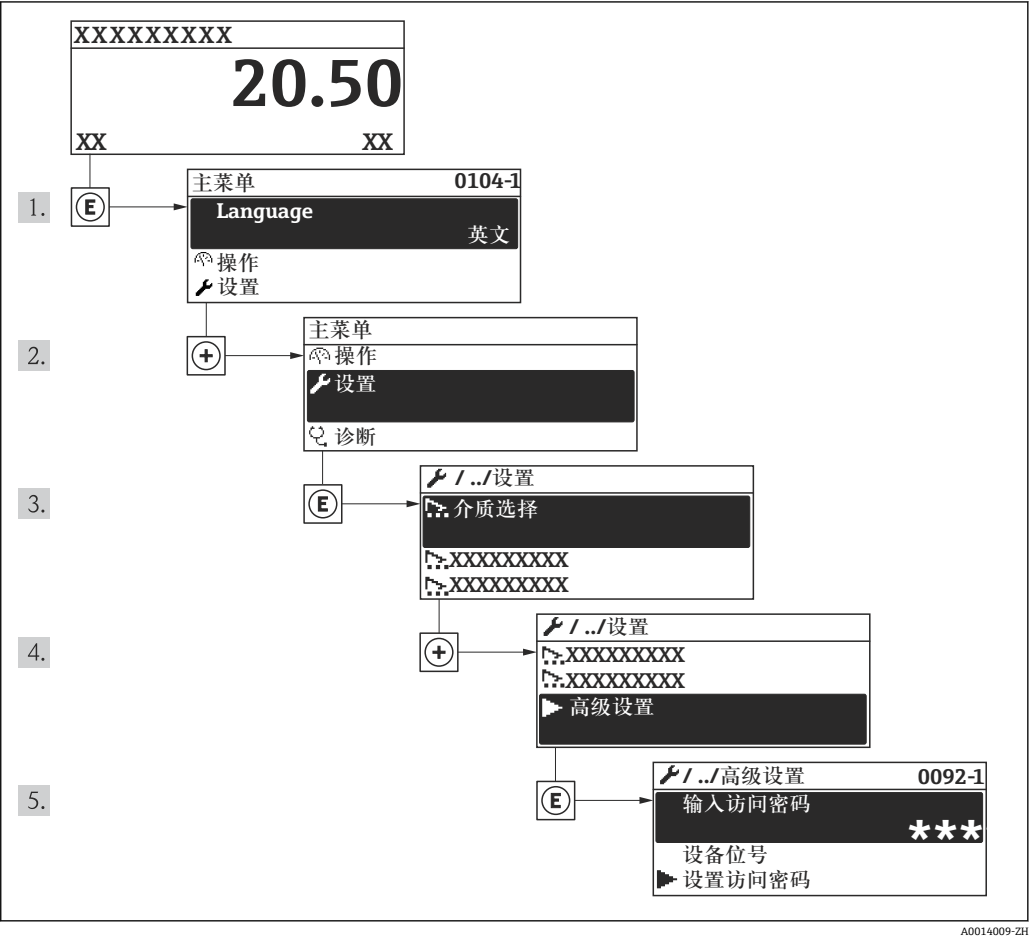 XXXXXXXXX
20.50
XX XX
1. E
主菜单 0104-1
Language
英文
操作
设置
2. +
主菜单
操作
设置
诊断
3. E
/ ../设置
介质选择
XXXXXXXXX
XXXXXXXXX
4. +
/ ../设置
XXXXXXXXX
XXXXXXXXX
高级设置
5. E
/ ../高级设置 0092-1
输入访问密码
***
设备位号
设置访问密码
A0014009-ZH